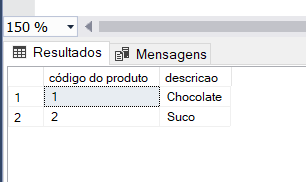 150 %
Resultados Mensagens
código do produto descricao
1 1 Chocolate
2 2 Suco